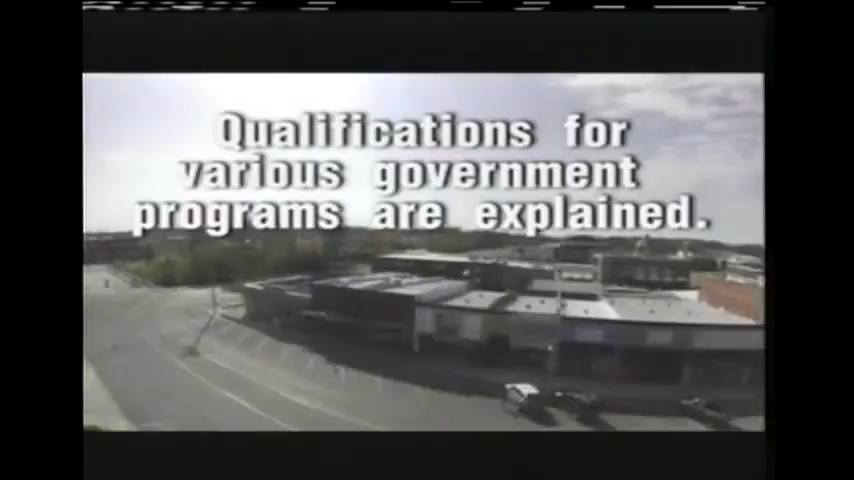 Qualifications for
various government
programs are explained.